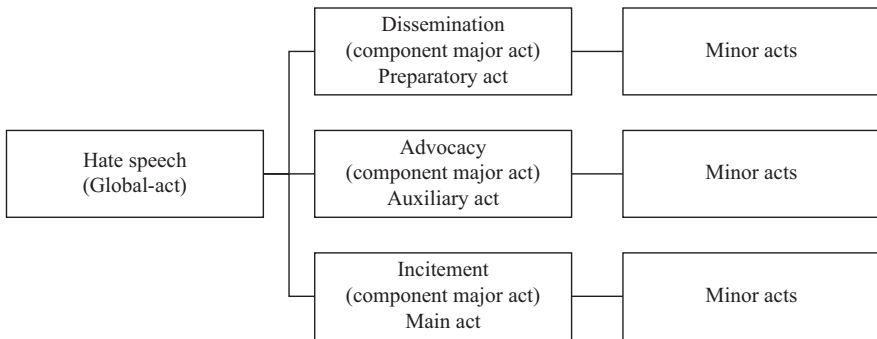 Hate speech
(Global-act)
Dissemination
(component major act)
Preparatory act
Minor acts
Advocacy
(component major act)
Auxiliary act
Minor acts
Incitement
(component major act)
Main act
Minor acts